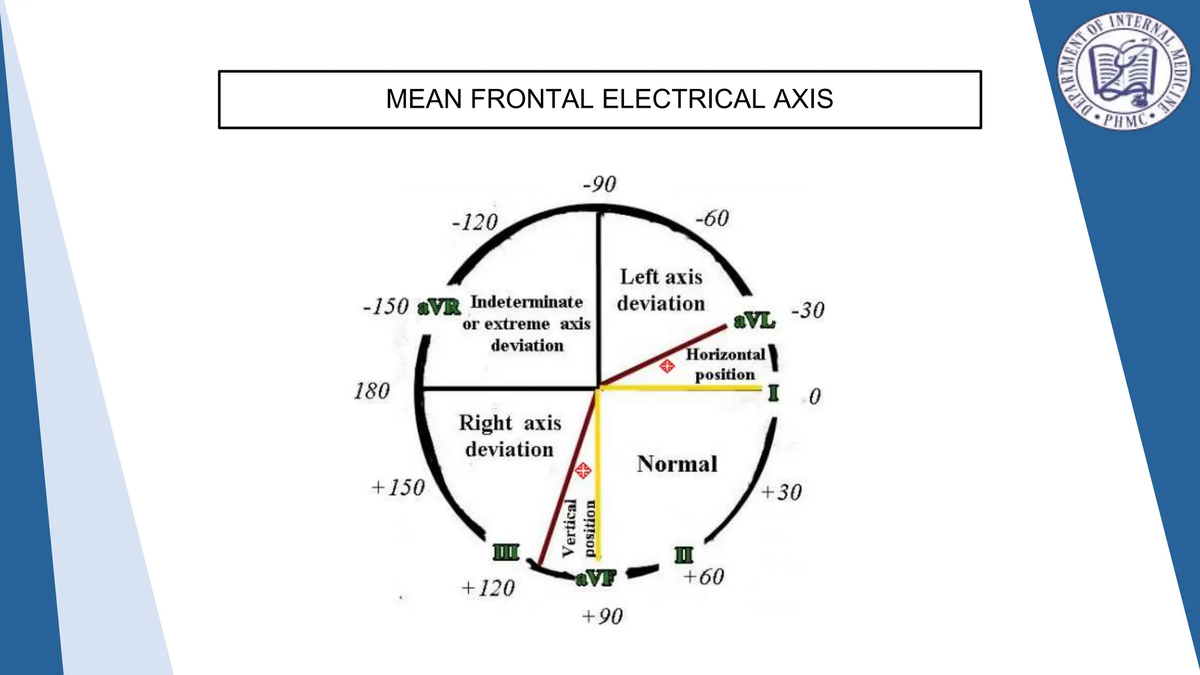 DEPARTMENT OF INTERNAL MEDICINE
• PHMC •
MEAN FRONTAL ELECTRICAL AXIS
-90
-120
-60
Left axis
deviation
-150 aVR
Indeterminate
or extreme axis
deviation
aVL -30
Horizontal
position
180
I 0
Right axis
deviation
Normal
+150
+30
Vertical
position
III
II
+120
aVF
+60
+90